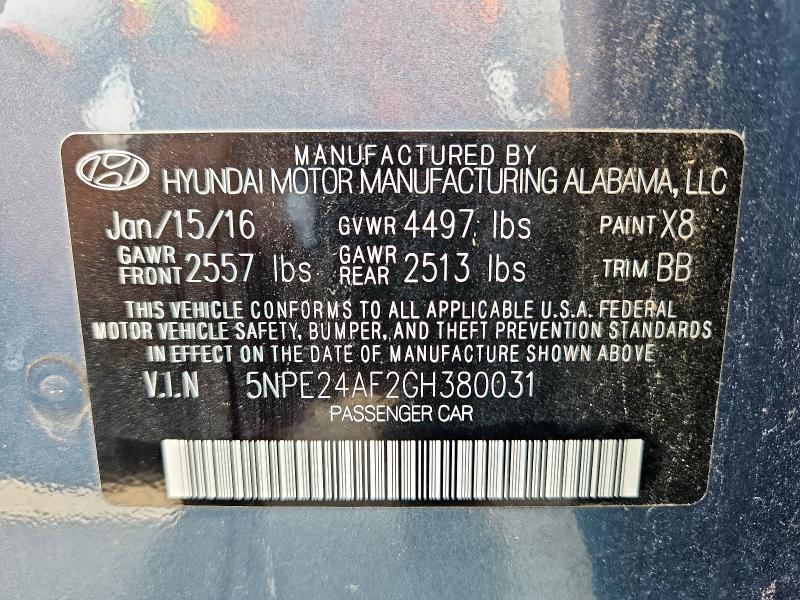 MANUFACTURED BY
HYUNDAI MOTOR MANUFACTURING ALABAMA, LLC
Jan/15/16 GVWR 4497 lbs PAINT X8
GAWR FRONT 2557 lbs GAWR REAR 2513 lbs TRIM BB
THIS VEHICLE CONFORMS TO ALL APPLICABLE U.S.A. FEDERAL
MOTOR VEHICLE SAFETY, BUMPER, AND THEFT PREVENTION STANDARDS
IN EFFECT ON THE DATE OF MANUFACTURE SHOWN ABOVE
V.I.N 5NPE24AF2GH380031
PASSENGER CAR